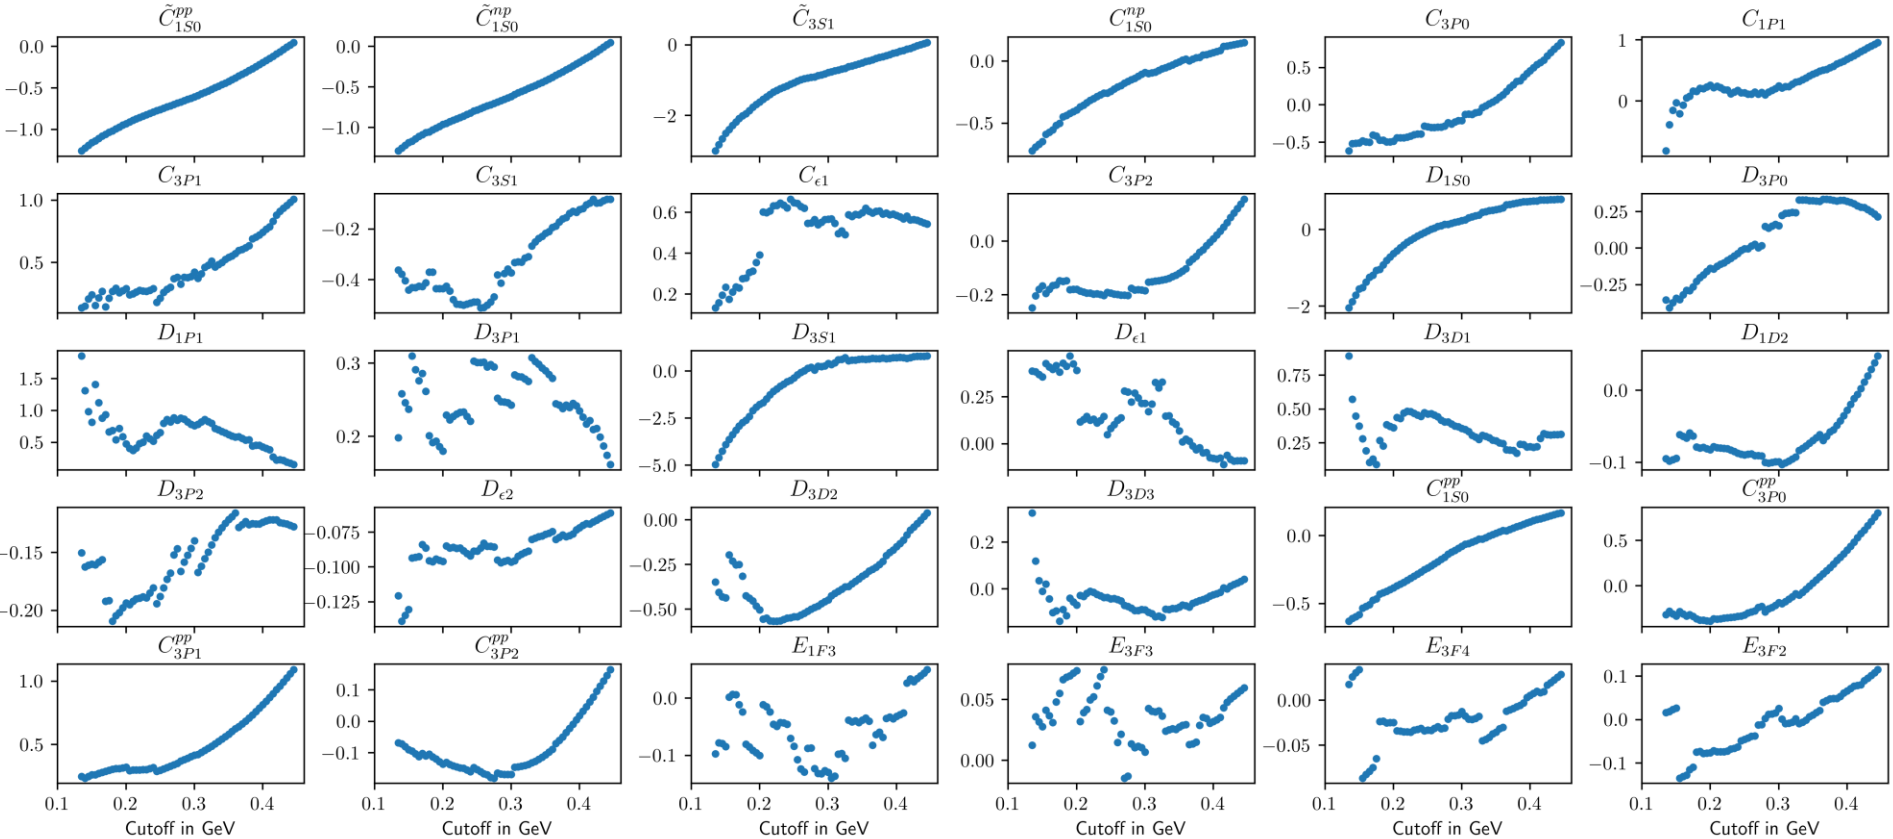 C̃^{pp}_{1S0} C̃^{np}_{1S0} C̃_{3S1} C^{np}_{1S0} C_{3P0} C_{1P1}
0.0 −0.5 −1.0
0.0 −0.5 −1.0
0 −2
0.0 −0.5
0.5 0.0 −0.5
1 0
C_{3P1} C_{3S1} C_{ϵ1} C_{3P2} D_{1S0} D_{3P0}
1.0 0.5
−0.2 −0.4
0.6 0.4 0.2
0.0 −0.2
0 −2
0.25 0.00 −0.25
D_{1P1} D_{3P1} D_{3S1} D_{ϵ1} D_{3D1} D_{1D2}
1.5 1.0 0.5
0.3 0.2
0.0 −2.5 −5.0
0.25 0.00
0.75 0.50 0.25
0.0 −0.1
D_{3P2} D_{ϵ2} D_{3D2} D_{3D3} C^{pp}_{1S0} C^{pp}_{3P0}
−0.15 −0.20
−0.075 −0.100 −0.125
0.00 −0.25 −0.50
0.2 0.0
0.0 −0.5
0.5 0.0
C^{pp}_{3P1} C^{pp}_{3P2} E_{1F3} E_{3F3} E_{3F4} E_{3F2}
1.0 0.5
0.1 0.0 −0.1
0.0 −0.1
0.05 0.00
0.00 −0.05
0.1 0.0 −0.1
0.1 0.2 0.3 0.4 0.1 0.2 0.3 0.4 0.1 0.2 0.3 0.4 0.1 0.2 0.3 0.4 0.1 0.2 0.3 0.4 0.1 0.2 0.3 0.4
Cutoff in GeV Cutoff in GeV Cutoff in GeV Cutoff in GeV Cutoff in GeV Cutoff in GeV